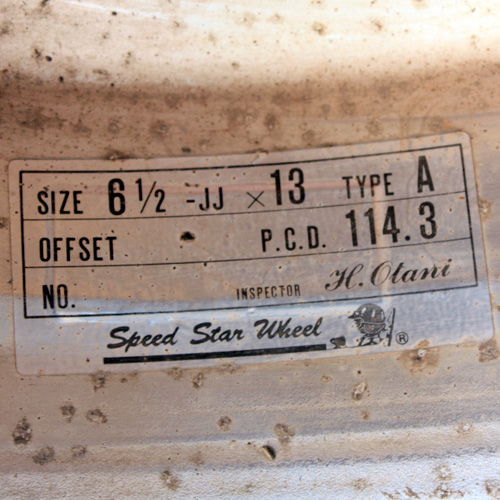 SIZE 6 1/2 -JJ × 13 TYPE A
OFFSET P.C.D. 114.3
NO. INSPECTOR H. Otani
Speed Star Wheel ®